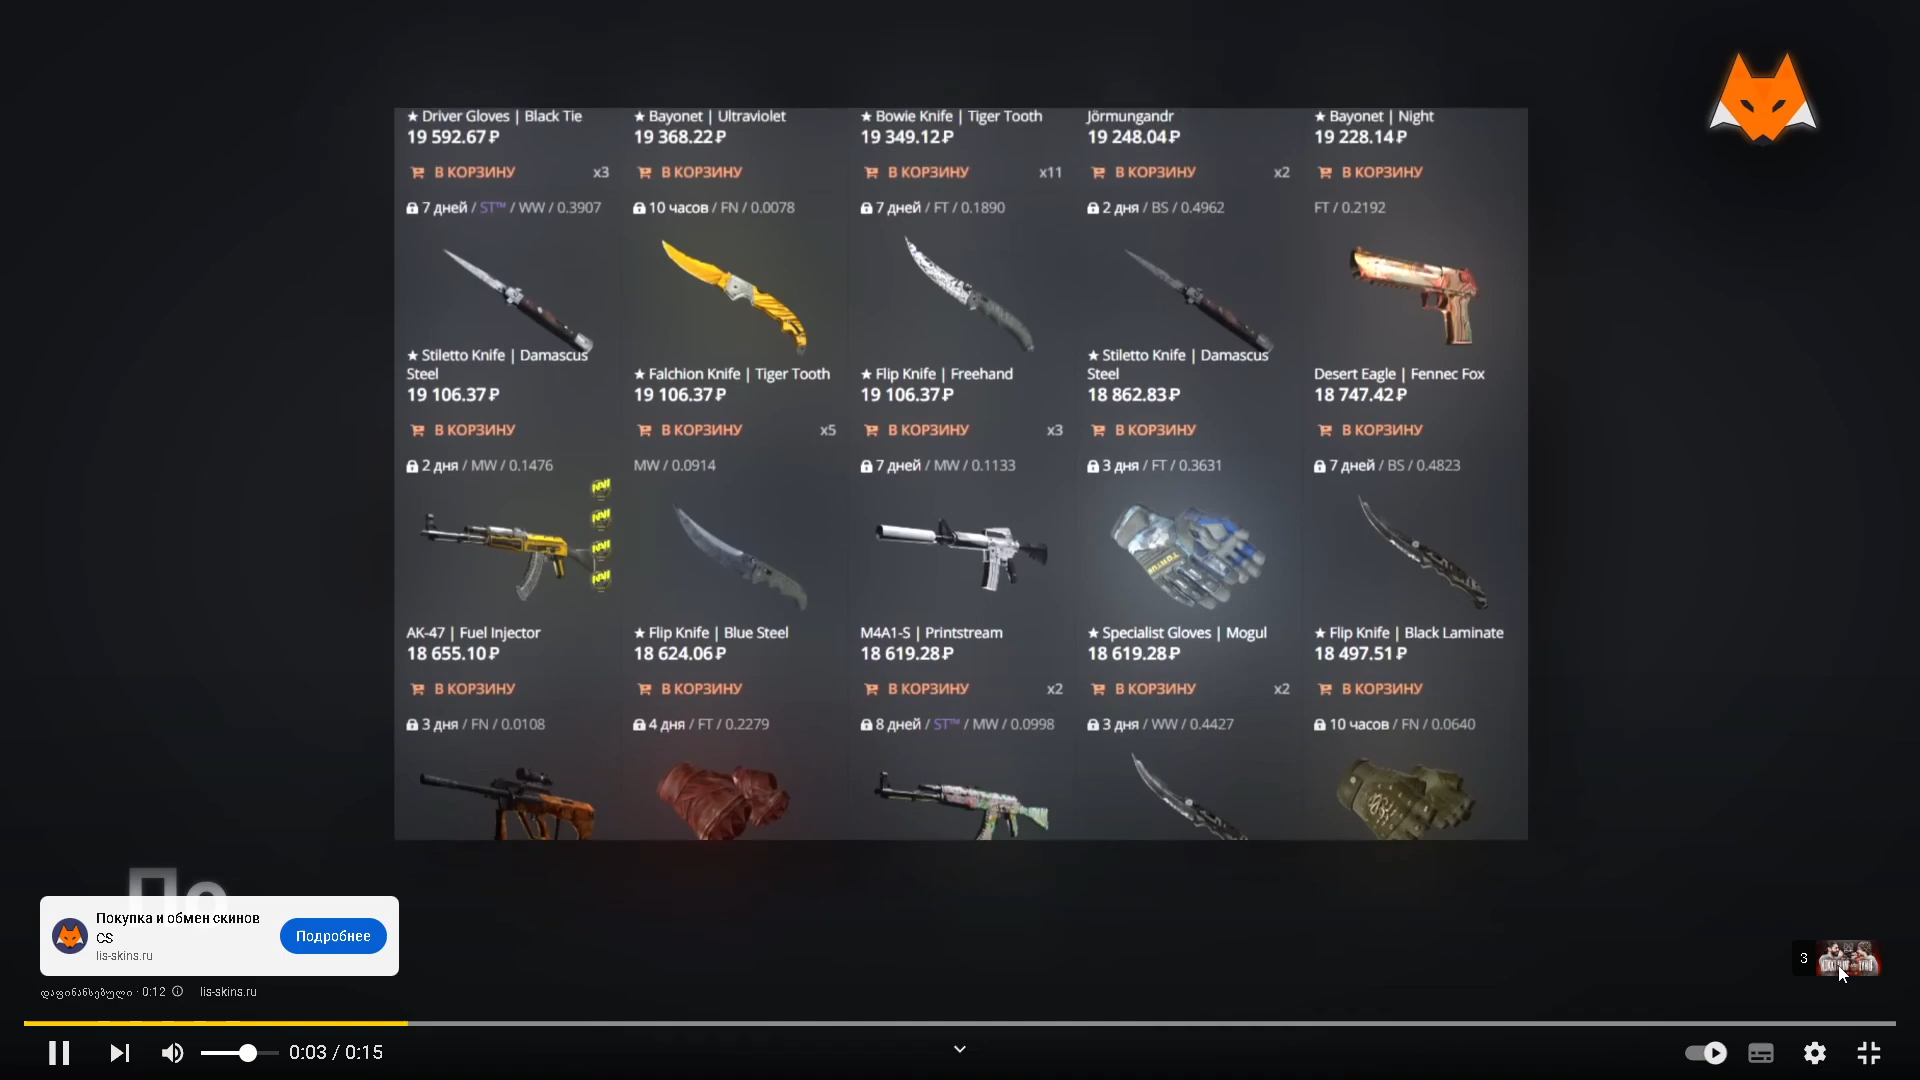 ★ Driver Gloves | Black Tie
19 592.67₽
В КОРЗИНУ x3
★ Bayonet | Ultraviolet
19 368.22₽
В КОРЗИНУ
★ Bowie Knife | Tiger Tooth
19 349.12₽
В КОРЗИНУ x11
Jörmungandr
19 248.04₽
В КОРЗИНУ x2
★ Bayonet | Night
19 228.14₽
В КОРЗИНУ
7 дней / ST™ / WW / 0.3907
★ Stiletto Knife | Damascus
Steel
19 106.37₽
В КОРЗИНУ
10 часов / FN / 0.0078
★ Falchion Knife | Tiger Tooth
19 106.37₽
В КОРЗИНУ x5
7 дней / FT / 0.1890
★ Flip Knife | Freehand
19 106.37₽
В КОРЗИНУ x3
2 дня / BS / 0.4962
★ Stiletto Knife | Damascus
Steel
18 862.83₽
В КОРЗИНУ
FT / 0.2192
Desert Eagle | Fennec Fox
18 747.42₽
В КОРЗИНУ
2 дня / MW / 0.1476
AK-47 | Fuel Injector
18 655.10₽
В КОРЗИНУ
MW / 0.0914
★ Flip Knife | Blue Steel
18 624.06₽
В КОРЗИНУ
7 дней / MW / 0.1133
M4A1-S | Printstream
18 619.28₽
В КОРЗИНУ x2
3 дня / FT / 0.3631
★ Specialist Gloves | Mogul
18 619.28₽
В КОРЗИНУ x2
7 дней / BS / 0.4823
★ Flip Knife | Black Laminate
18 497.51₽
В КОРЗИНУ
3 дня / FN / 0.0108
4 дня / FT / 0.2279
8 дней / ST™ / MW / 0.0998
3 дня / WW / 0.4427
10 часов / FN / 0.0640
По
Покупка и обмен скинов
CS
lis-skins.ru
Подробнее
3
დაფინანსებული · 0:12 lis-skins.ru
0:03 / 0:15